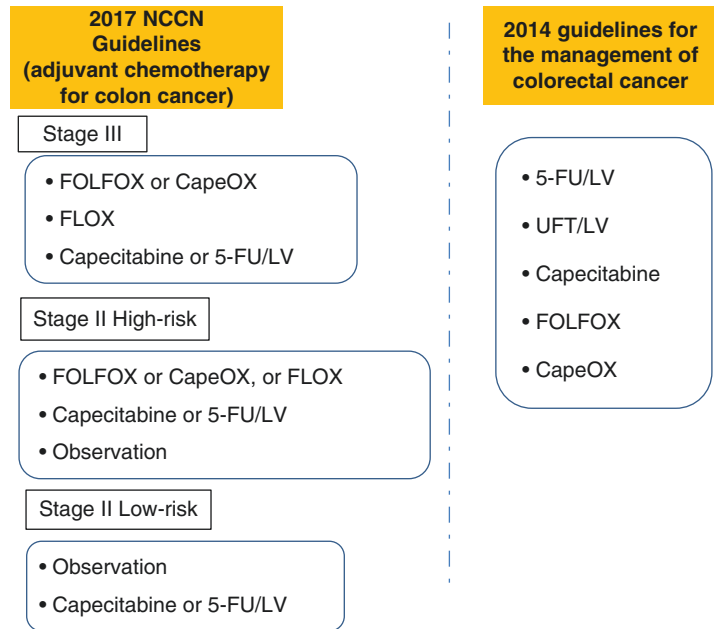 2017 NCCN
Guidelines
(adjuvant chemotherapy
for colon cancer)
Stage III
• FOLFOX or CapeOX
• FLOX
• Capecitabine or 5-FU/LV
Stage II High-risk
• FOLFOX or CapeOX, or FLOX
• Capecitabine or 5-FU/LV
• Observation
Stage II Low-risk
• Observation
• Capecitabine or 5-FU/LV
2014 guidelines for
the management of
colorectal cancer
• 5-FU/LV
• UFT/LV
• Capecitabine
• FOLFOX
• CapeOX